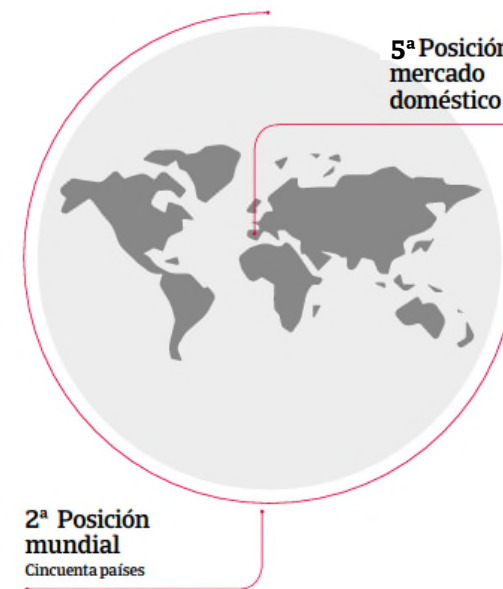 5ª Posición
mercado
doméstico
2ª Posición
mundial
Cincuenta países